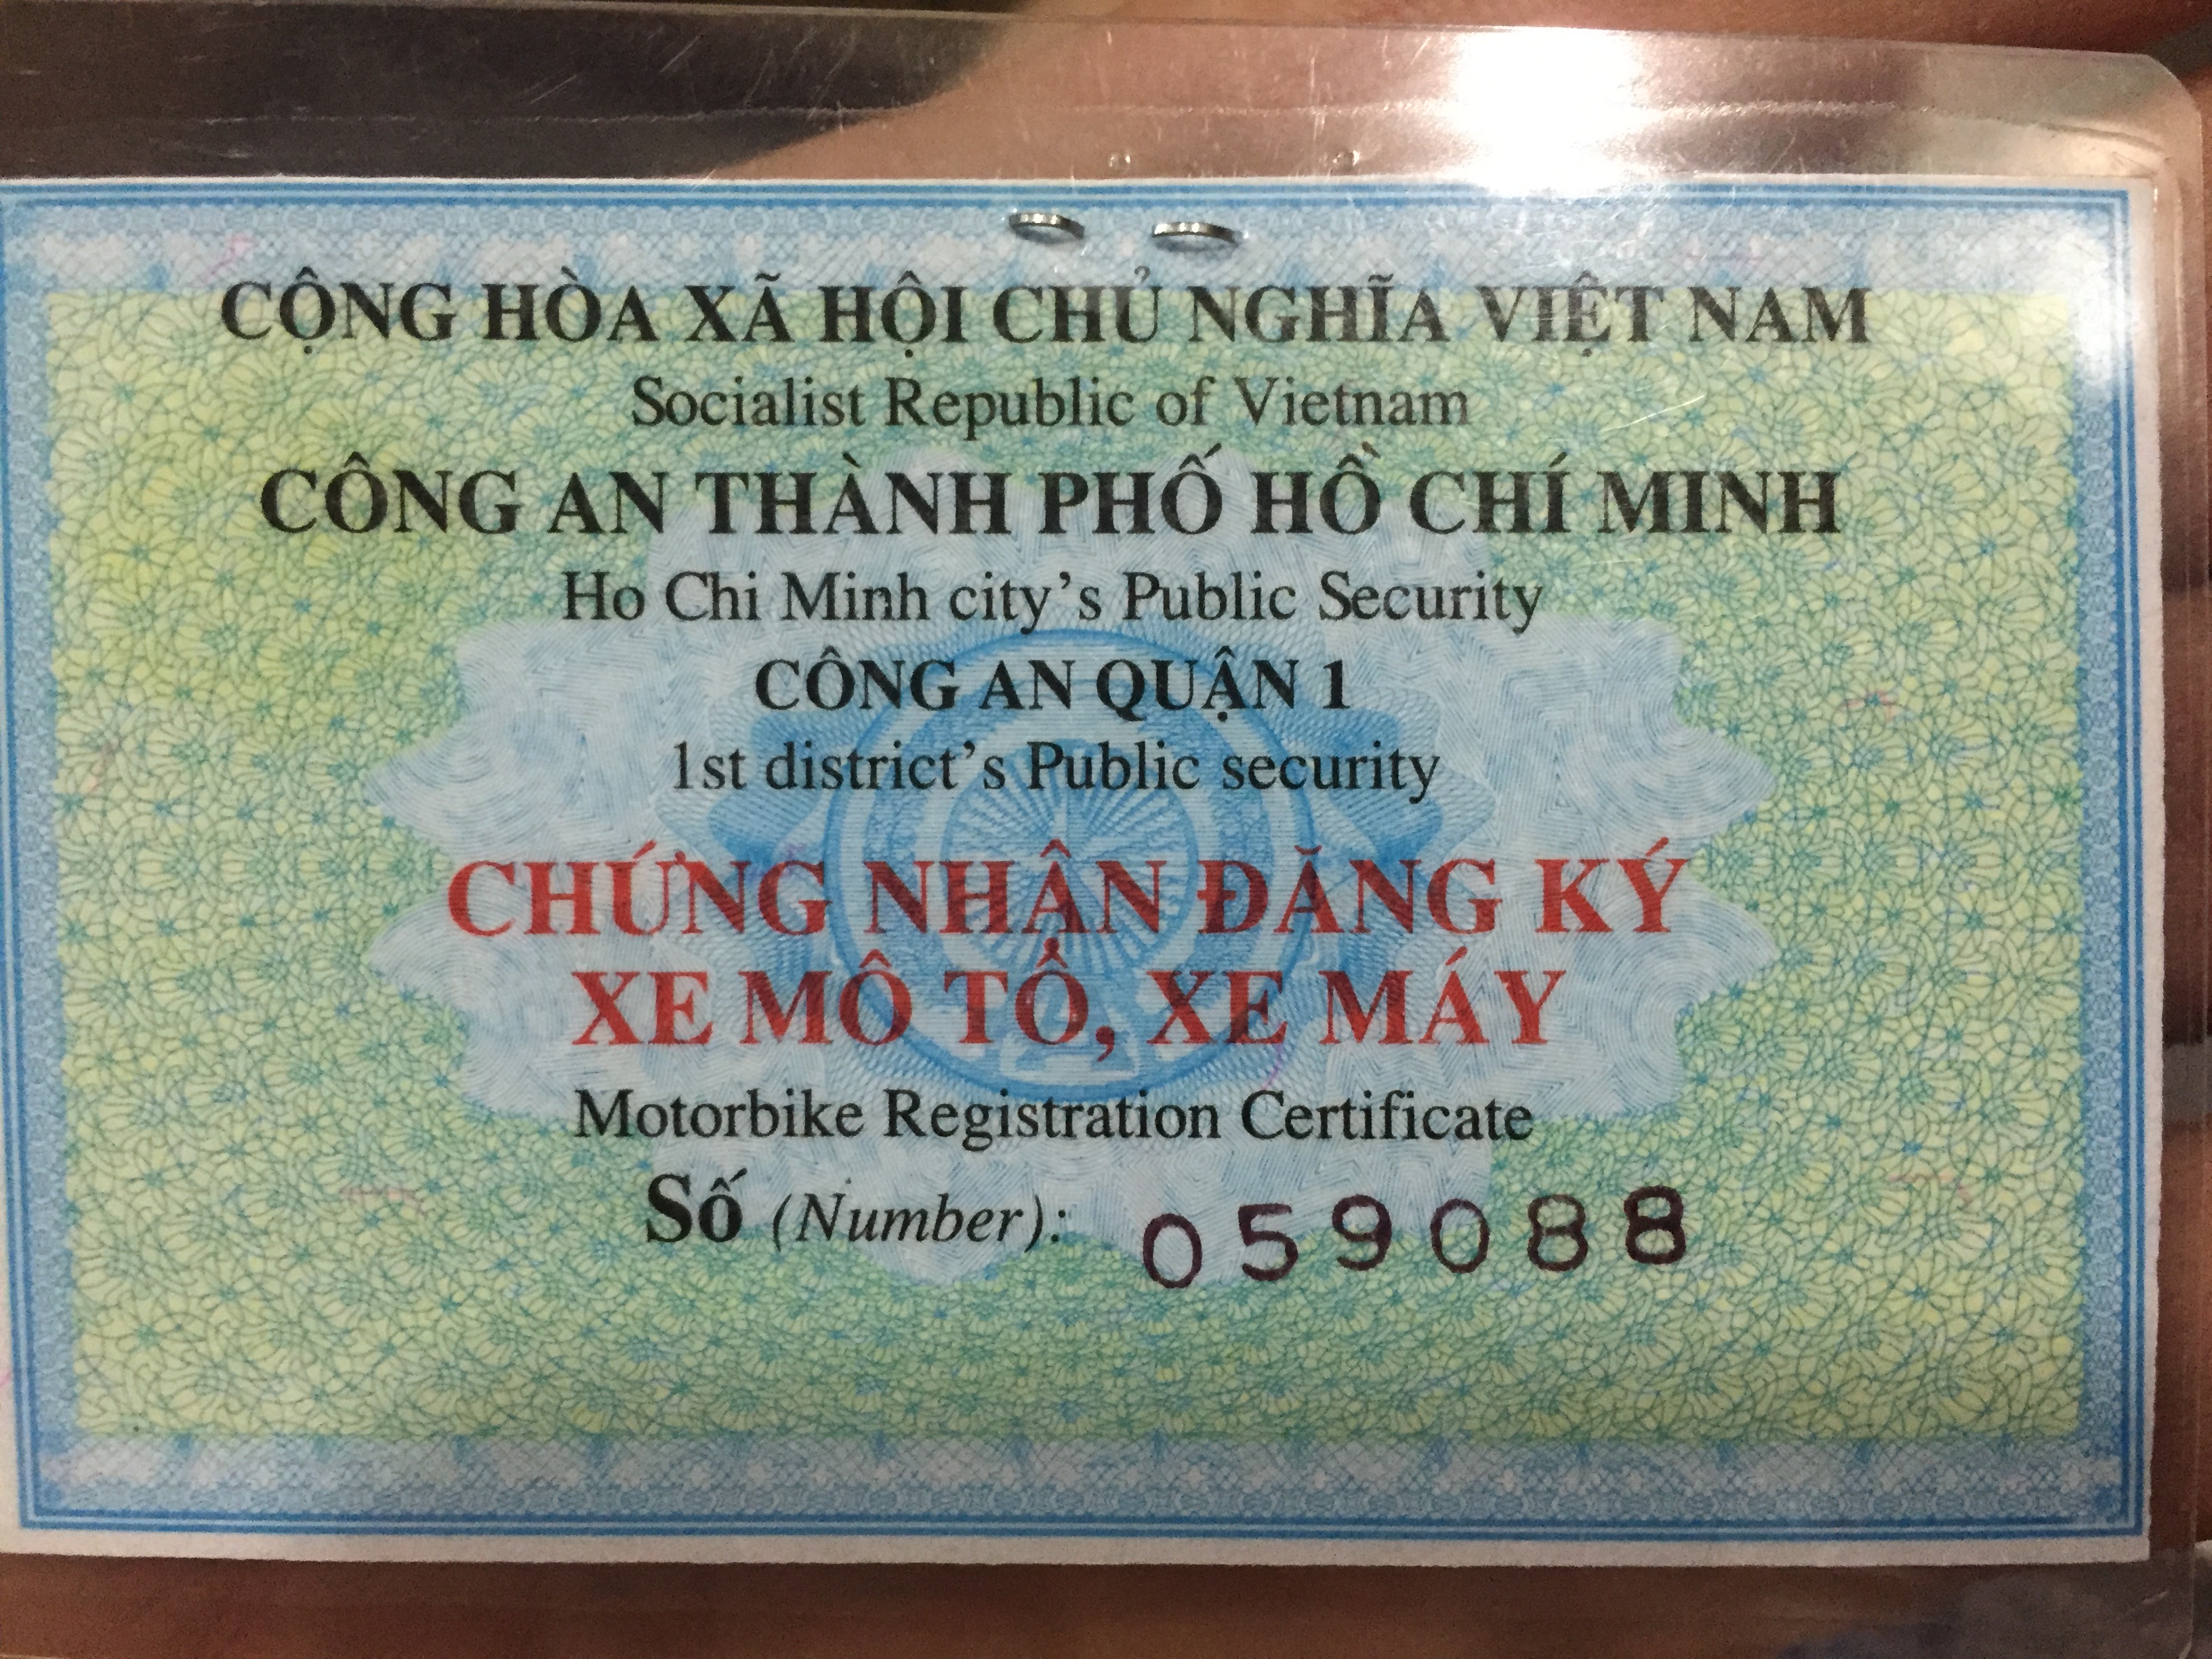 CỘNG HÒA XÃ HỘI CHỦ NGHĨA VIỆT NAM
Socialist Republic of Vietnam
CÔNG AN THÀNH PHỐ HỒ CHÍ MINH
Ho Chi Minh city's Public Security
CÔNG AN QUẬN 1
1st district's Public security
CHỨNG NHẬN ĐĂNG KÝ
XE MÔ TÔ, XE MÁY
Motorbike Registration Certificate
Số (Number): 059088